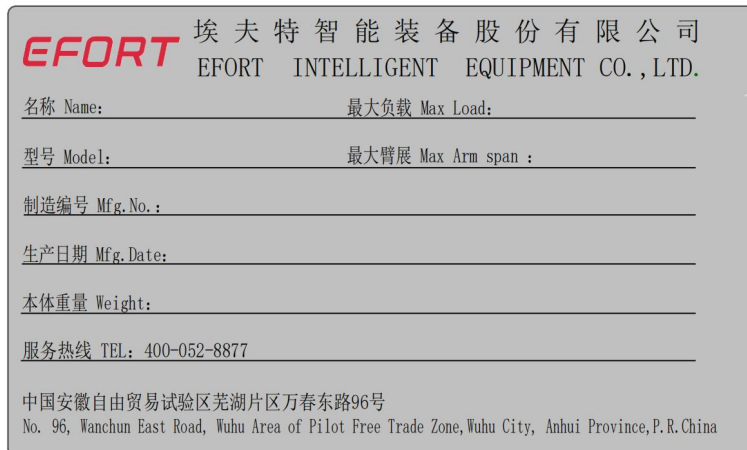 EFORT
埃夫特智能装备股份有限公司
EFORT INTELLIGENT EQUIPMENT CO.,LTD.
名称 Name: 最大负载 Max Load:
型号 Model: 最大臂展 Max Arm span :
制造编号 Mfg.No.:
生产日期 Mfg.Date:
本体重量 Weight:
服务热线 TEL: 400-052-8877
中国安徽自由贸易试验区芜湖片区万春东路96号
No. 96, Wanchun East Road, Wuhu Area of Pilot Free Trade Zone,Wuhu City, Anhui Province,P.R.China